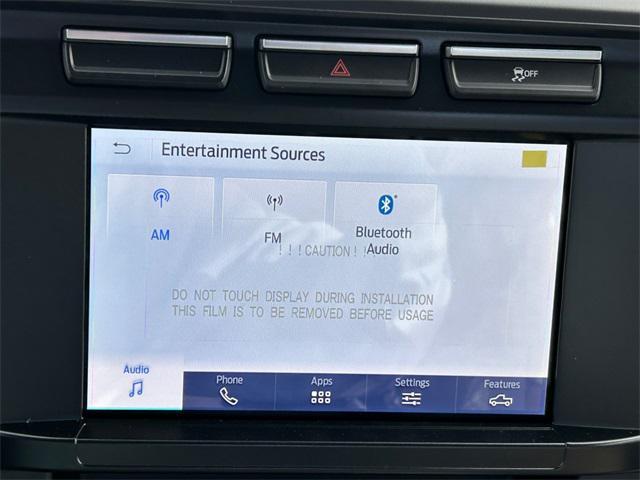 OFF
Entertainment Sources
AM
FM
Bluetooth
Audio
! ! ! CAUTION ! ! !
DO NOT TOUCH DISPLAY DURING INSTALLATION
THIS FILM IS TO BE REMOVED BEFORE USAGE
Audio
Phone
Apps
Settings
Features